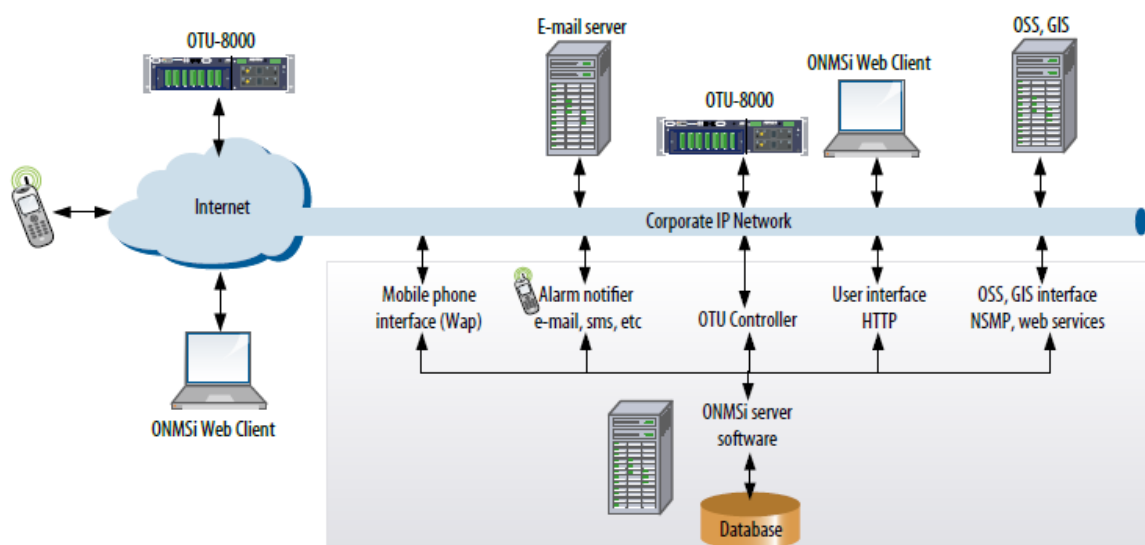 OTU-8000
E-mail server
OSS, GIS
ONMSi Web Client
OTU-8000
Internet
Corporate IP Network
Mobile phone
interface (Wap)
Alarm notifier
e-mail, sms, etc
OTU Controller
User interface
HTTP
OSS, GIS interface
NSMP, web services
ONMSi Web Client
ONMSi server
software
Database